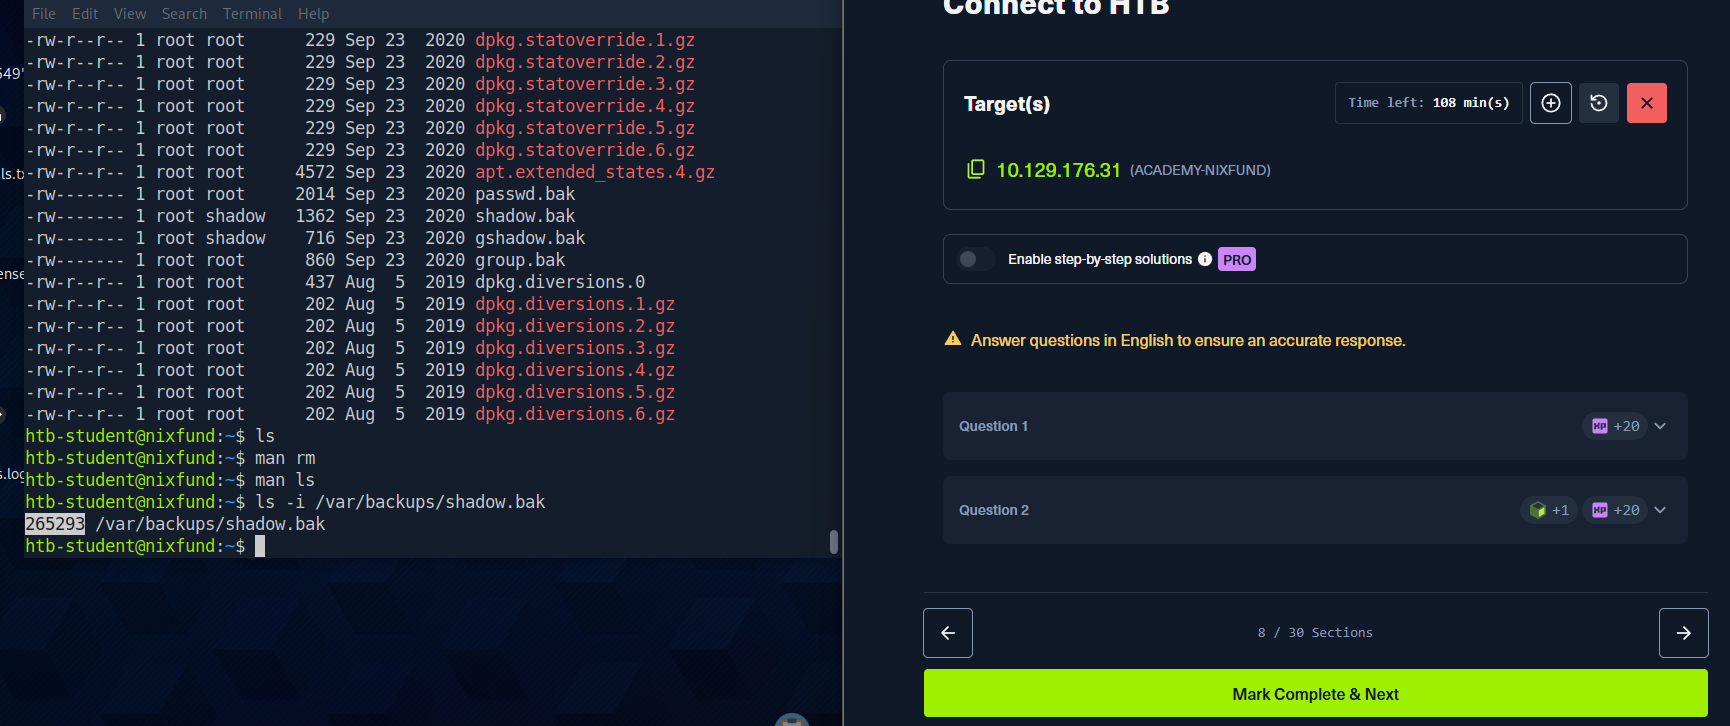 File Edit View Search Terminal Help
-rw-r--r-- 1 root root      229 Sep 23  2020 dpkg.statoverride.1.gz
-rw-r--r-- 1 root root      229 Sep 23  2020 dpkg.statoverride.2.gz
-rw-r--r-- 1 root root      229 Sep 23  2020 dpkg.statoverride.3.gz
-rw-r--r-- 1 root root      229 Sep 23  2020 dpkg.statoverride.4.gz
-rw-r--r-- 1 root root      229 Sep 23  2020 dpkg.statoverride.5.gz
-rw-r--r-- 1 root root      229 Sep 23  2020 dpkg.statoverride.6.gz
-rw-r--r-- 1 root root     4572 Sep 23  2020 apt.extended_states.4.gz
-rw------- 1 root root     2014 Sep 23  2020 passwd.bak
-rw------- 1 root shadow   1362 Sep 23  2020 shadow.bak
-rw------- 1 root shadow    716 Sep 23  2020 gshadow.bak
-rw------- 1 root root      860 Sep 23  2020 group.bak
-rw-r--r-- 1 root root      437 Aug  5  2019 dpkg.diversions.0
-rw-r--r-- 1 root root      202 Aug  5  2019 dpkg.diversions.1.gz
-rw-r--r-- 1 root root      202 Aug  5  2019 dpkg.diversions.2.gz
-rw-r--r-- 1 root root      202 Aug  5  2019 dpkg.diversions.3.gz
-rw-r--r-- 1 root root      202 Aug  5  2019 dpkg.diversions.4.gz
-rw-r--r-- 1 root root      202 Aug  5  2019 dpkg.diversions.5.gz
-rw-r--r-- 1 root root      202 Aug  5  2019 dpkg.diversions.6.gz
htb-student@nixfund:~$ ls
htb-student@nixfund:~$ man rm
htb-student@nixfund:~$ man ls
htb-student@nixfund:~$ ls -i /var/backups/shadow.bak
265293 /var/backups/shadow.bak
htb-student@nixfund:~$
Connect to HTB
Target(s)
Time left: 108 min(s)
10.129.176.31 (ACADEMY-NIXFUND)
Enable step-by-step solutions PRO
Answer questions in English to ensure an accurate response.
Question 1
XP +20
Question 2
+1 XP +20
8 / 30 Sections
Mark Complete & Next